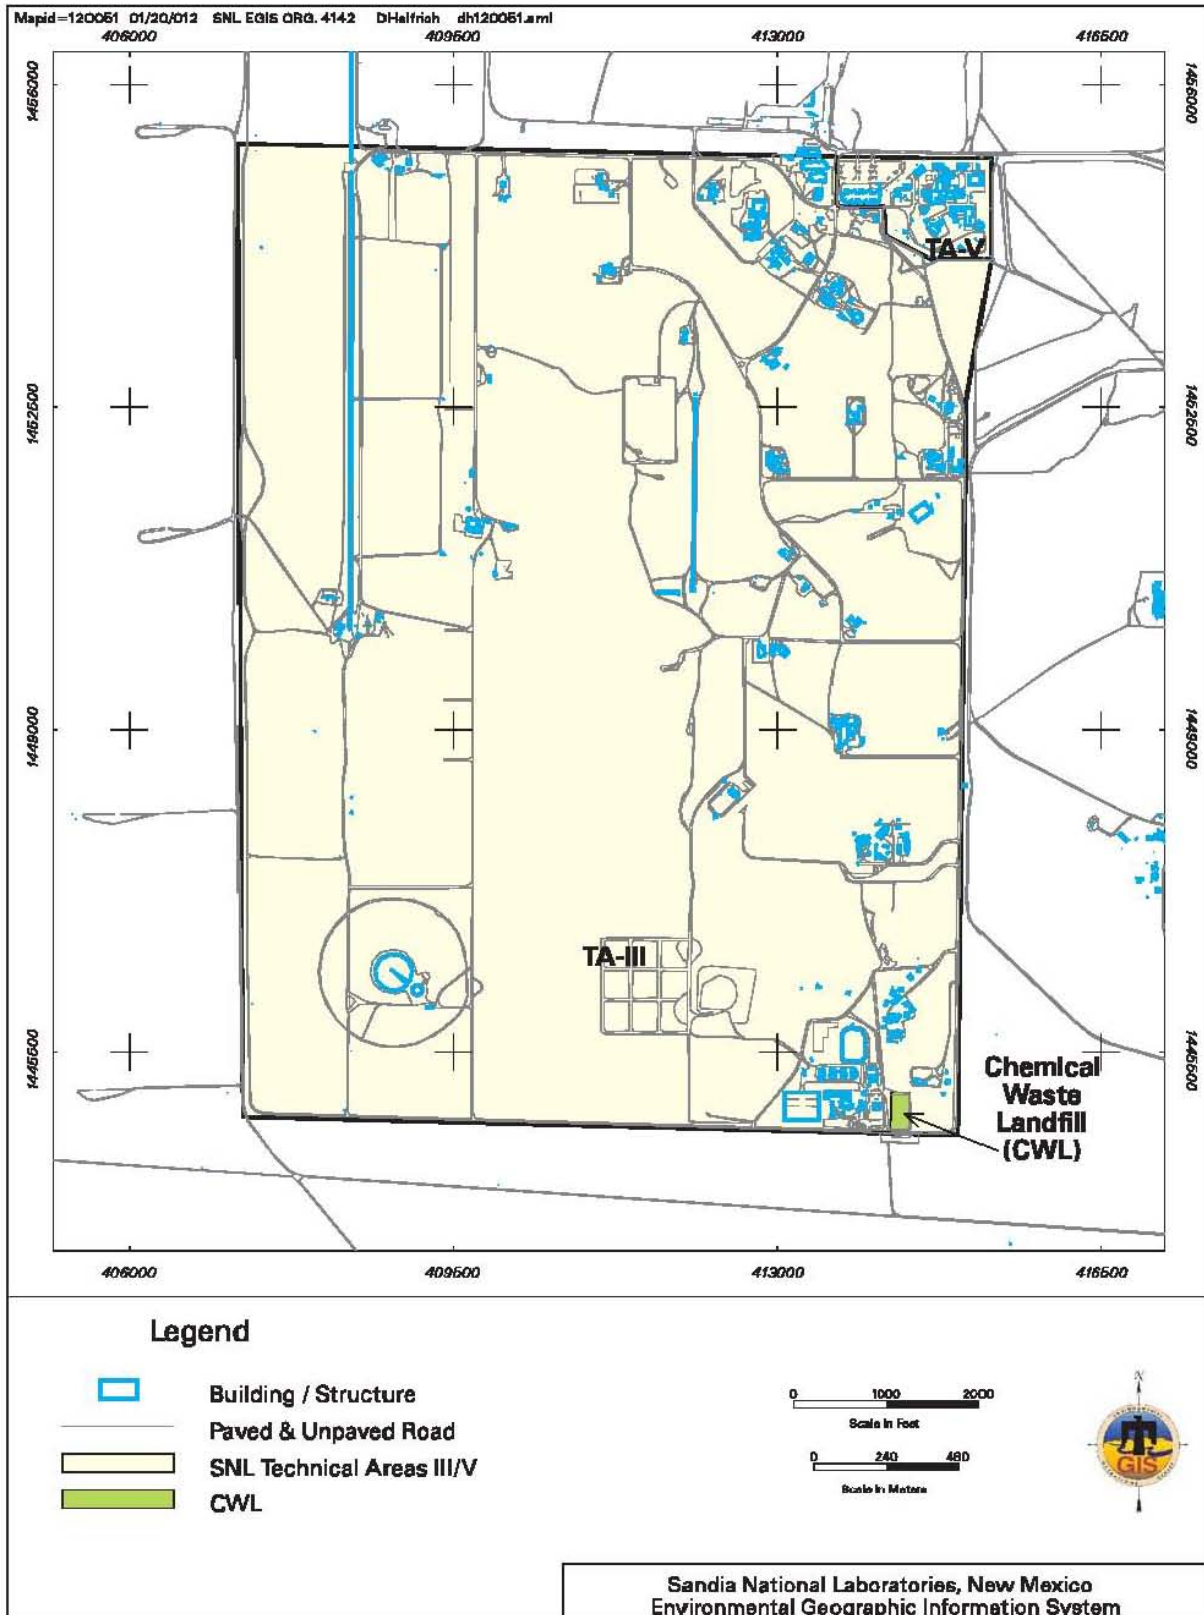 Mapid=120051 01/20/012 SNL EGIS ORG. 4142 DHelfrich dh120051.aml
406000 409500 413000 416500
1456000 1456000
TA-V
1452500 1452500
1449000 1449000
TA-III
1445500 1445500
Chemical
Waste
Landfill
(CWL)
406000 409500 413000 416500
Legend
Building / Structure
Paved & Unpaved Road
SNL Technical Areas III/V
CWL
0 1000 2000
Scale in Feet
0 240 480
Scale in Meters
N
GIS
Sandia National Laboratories, New Mexico
Environmental Geographic Information System